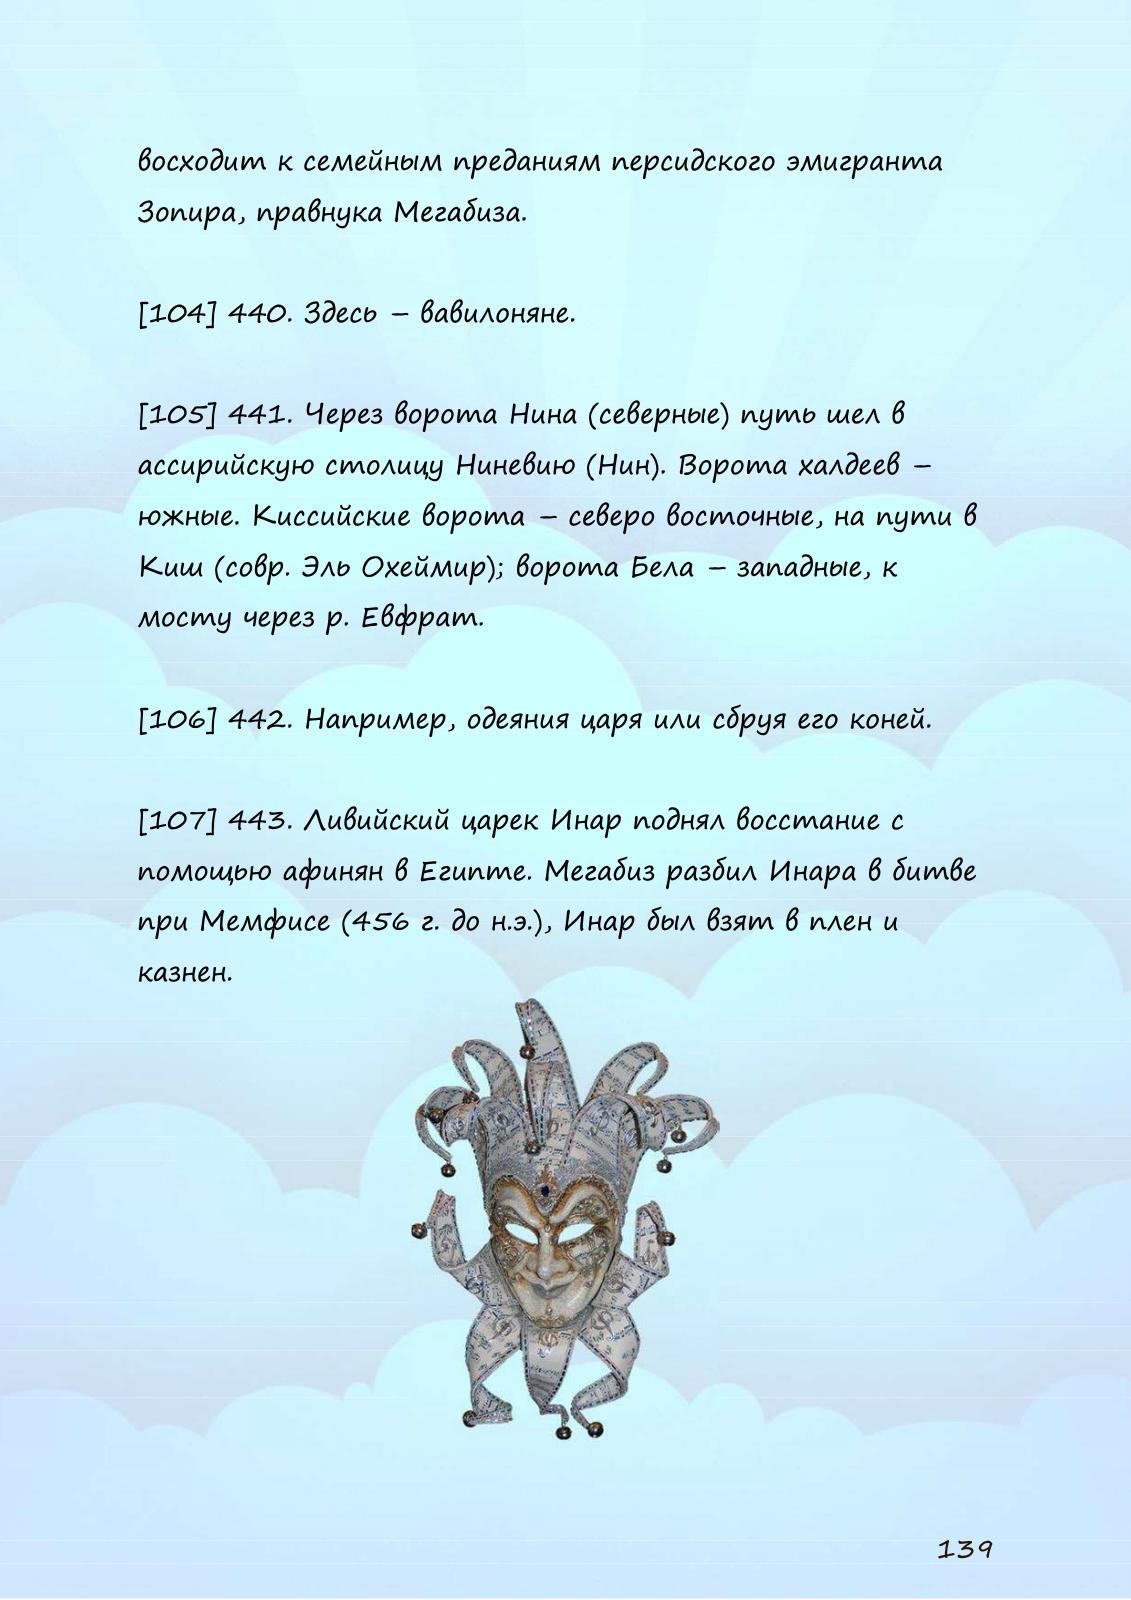 восходит к семейным преданиям персидского эмигранта
Зопира, правнука Мегабиза.
[104] 440. Здесь – вавилоняне.
[105] 441. Через ворота Нина (северные) путь шел в
ассирийскую столицу Ниневию (Нин). Ворота халдеев –
южные. Киссийские ворота – северо восточные, на пути в
Киш (совр. Эль Охеймир); ворота Бела – западные, к
мосту через р. Евфрат.
[106] 442. Например, одеяния царя или сбруя его коней.
[107] 443. Ливийский царек Инар поднял восстание с
помощью афинян в Египте. Мегабиз разбил Инара в битве
при Мемфисе (456 г. до н.э.), Инар был взят в плен и
казнен.
139